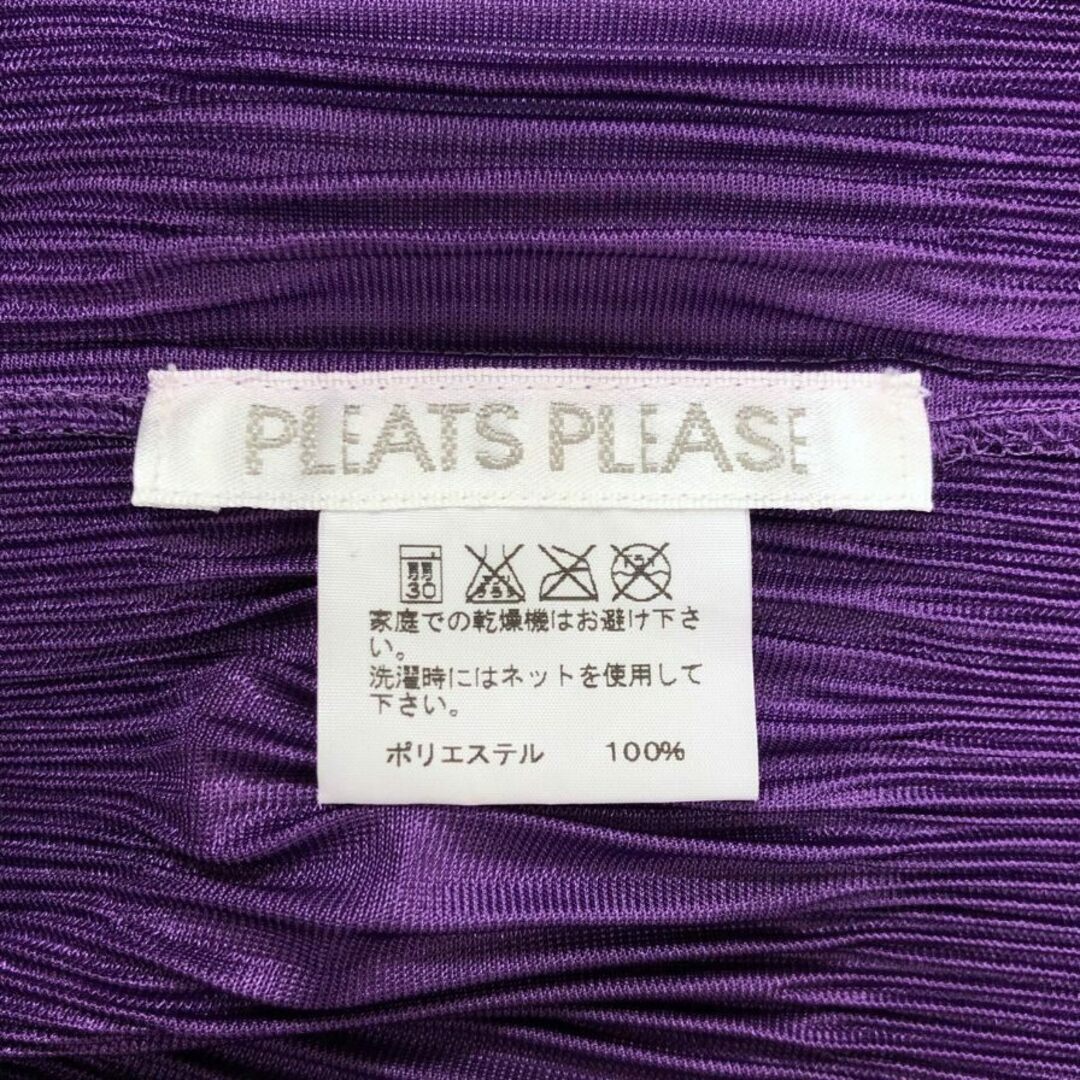 PLEATS PLEASE
30
家庭での乾燥機はお避け下さ
い。
洗濯時にはネットを使用して
下さい。
ポリエステル 100%